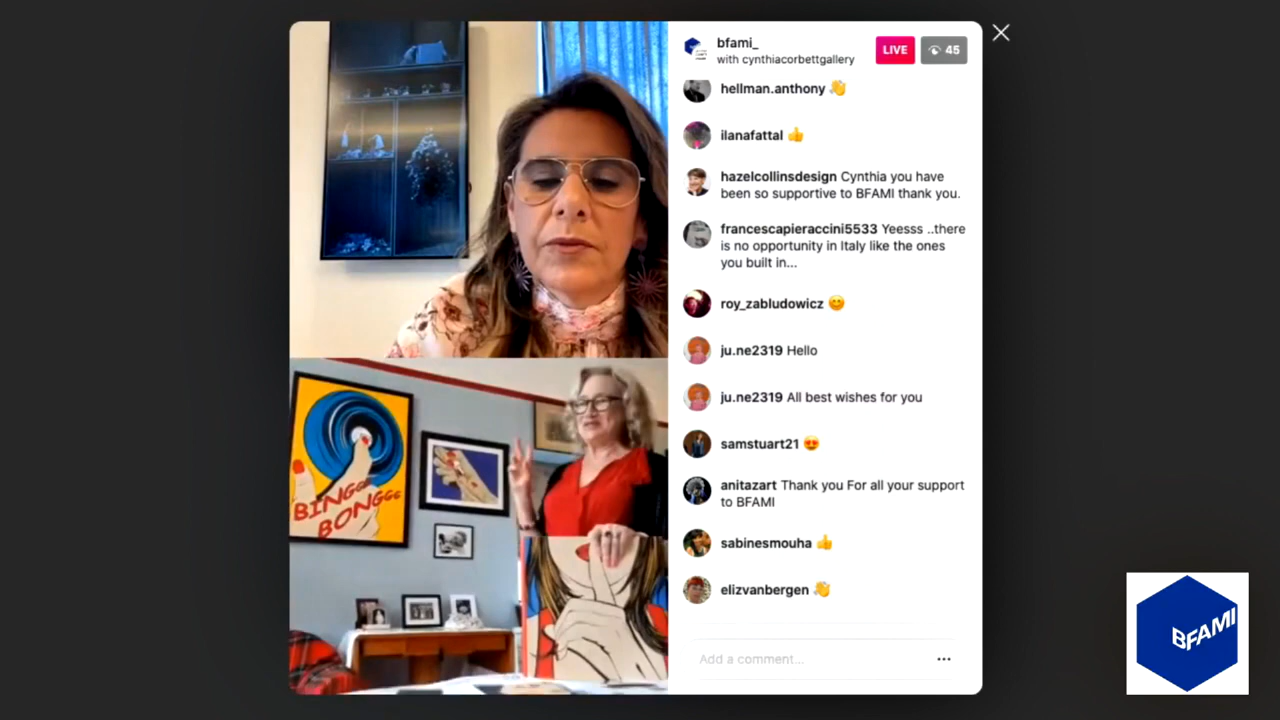 bfami_
with cynthiacorbettgallery
LIVE
45
hellman.anthony 👋
ilanafattal 👍
hazelcollinsdesign Cynthia you have
been so supportive to BFAMI thank you.
francescapieraccini5533 Yeesss ..there
is no opportunity in Italy like the ones
you built in...
roy_zabludowicz 😊
ju.ne2319 Hello
ju.ne2319 All best wishes for you
samstuart21 😍
anitazart Thank you For all your support
to BFAMI
sabinesmouha 👍
elizvanbergen 👋
Add a comment...
BINGGG
BONGGGG
BFAMI